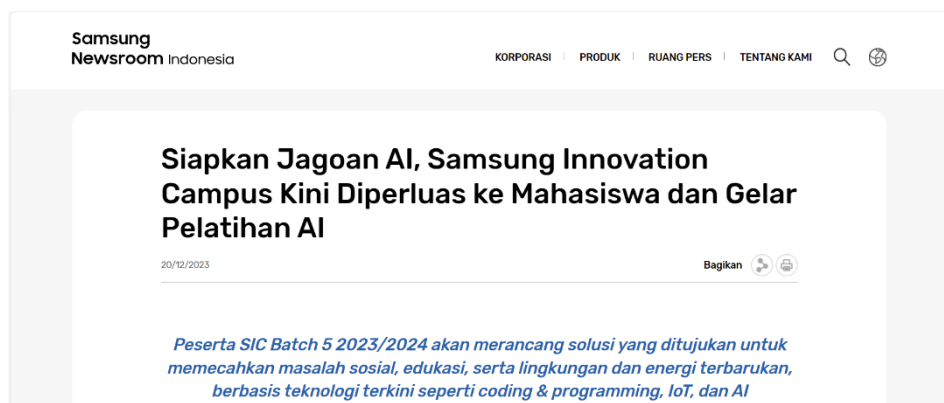 Samsung
Newsroom Indonesia
KORPORASI
PRODUK
RUANG PERS
TENTANG KAMI
Siapkan Jagoan AI, Samsung Innovation
Campus Kini Diperluas ke Mahasiswa dan Gelar
Pelatihan AI
20/12/2023
Bagikan
Peserta SIC Batch 5 2023/2024 akan merancang solusi yang ditujukan untuk
memecahkan masalah sosial, edukasi, serta lingkungan dan energi terbarukan,
berbasis teknologi terkini seperti coding & programming, IoT, dan AI